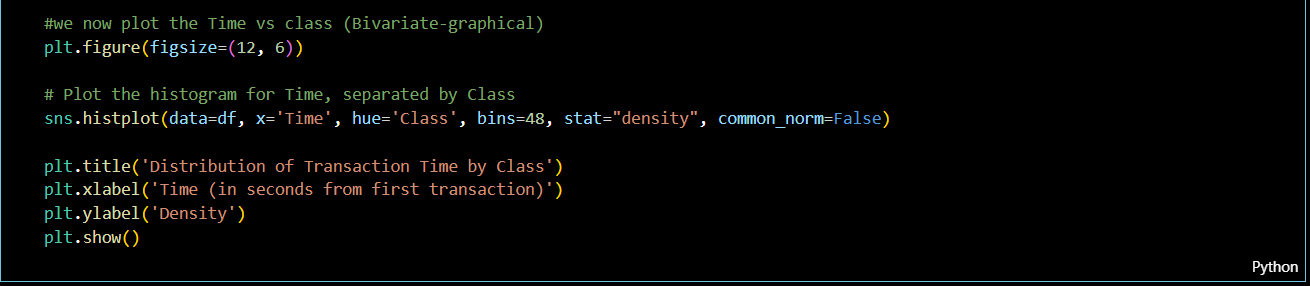 #we now plot the Time vs class (Bivariate-graphical)
plt.figure(figsize=(12, 6))
# Plot the histogram for Time, separated by Class
sns.histplot(data=df, x='Time', hue='Class', bins=48, stat="density", common_norm=False)
plt.title('Distribution of Transaction Time by Class')
plt.xlabel('Time (in seconds from first transaction)')
plt.ylabel('Density')
plt.show()
Python